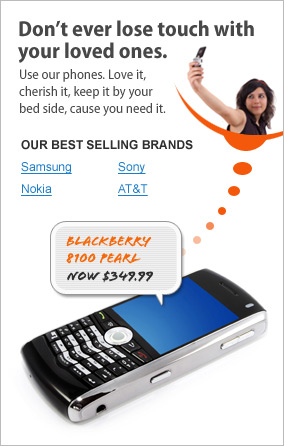 Don't ever lose touch with
your loved ones.
Use our phones. Love it,
cherish it, keep it by your
bed side, cause you need it.
OUR BEST SELLING BRANDS
Samsung Sony
Nokia AT&T
BLACKBERRY
8100 PEARL
NOW $349.99